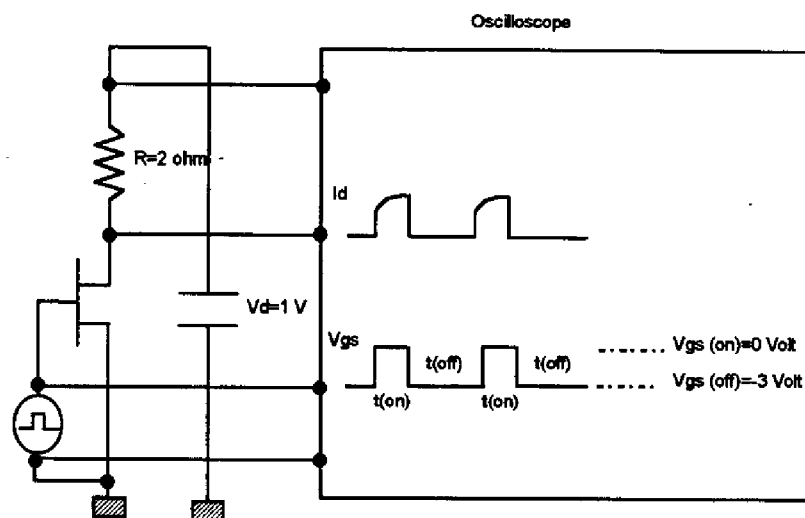 Oscilloscope
R=2 ohm
Id
Vd=1 V
Vgs
Vgs (on)=0 Volt
t(off)
t(off)
Vgs (off)=-3 Volt
t(on)
t(on)